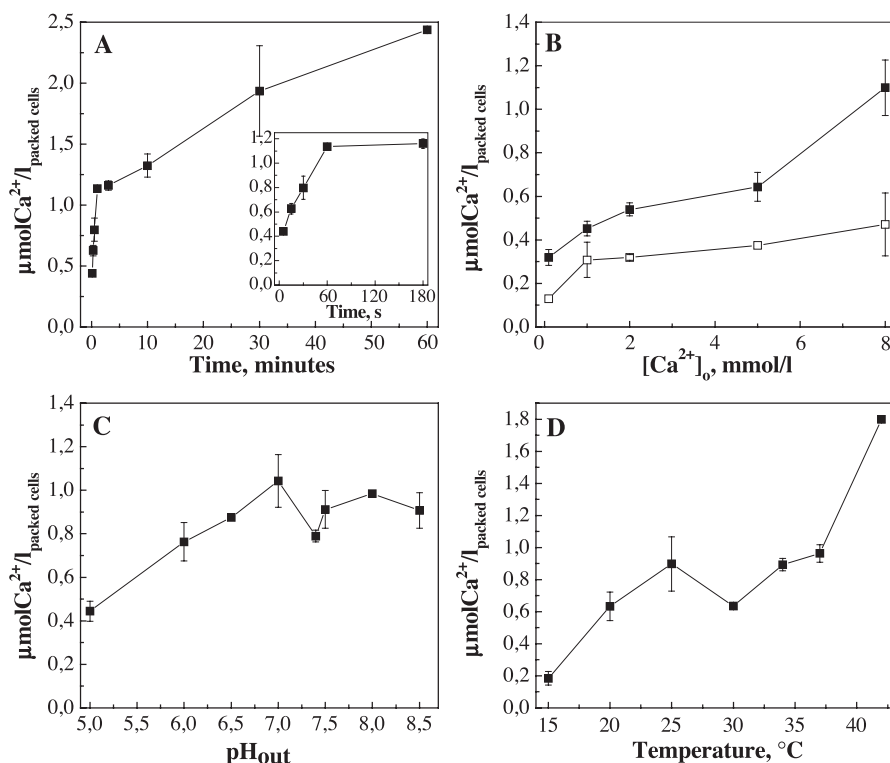 A
µmolCa²⁺/l packed cells
2,5
2,0
1,5
1,0
0,5
0,0
0 10 20 30 40 50 60
Time, minutes
1,2
1,0
0,8
0,6
0,4
0,2
0,0
0 60 120 180
Time, s
B
µmolCa²⁺/l packed cells
1,4
1,2
1,0
0,8
0,6
0,4
0,2
0,0
0 2 4 6 8
[Ca²⁺]o, mmol/l
C
µmolCa²⁺/l packed cells
1,4
1,2
1,0
0,8
0,6
0,4
0,2
0,0
5,0 5,5 6,0 6,5 7,0 7,5 8,0 8,5
pHout
D
µmolCa²⁺/l packed cells
1,8
1,6
1,4
1,2
1,0
0,8
0,6
0,4
0,2
0,0
15 20 25 30 35 40
Temperature, °C